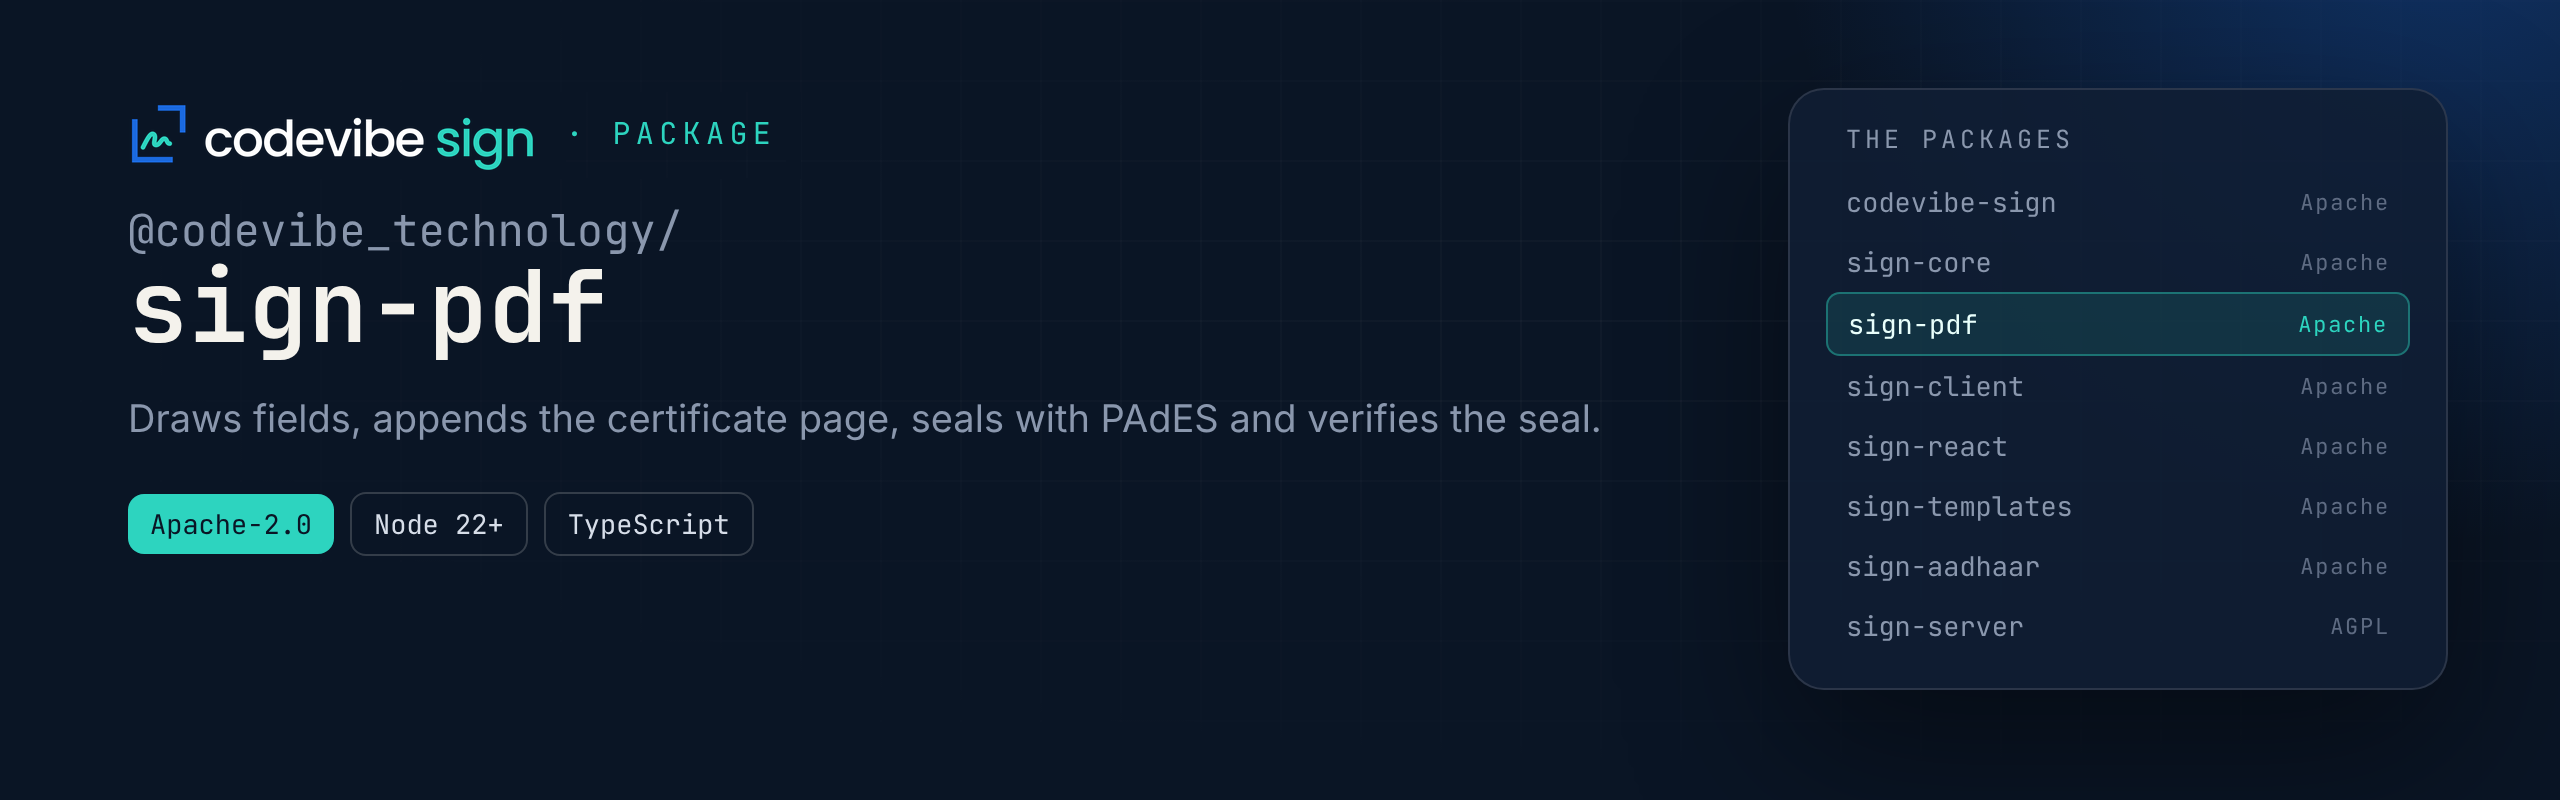 codevibe sign · PACKAGE
@codevibe_technology/
sign-pdf
Draws fields, appends the certificate page, seals with PAdES and verifies the seal.
Apache-2.0 Node 22+ TypeScript
THE PACKAGES
codevibe-sign Apache
sign-core Apache
sign-pdf Apache
sign-client Apache
sign-react Apache
sign-templates Apache
sign-aadhaar Apache
sign-server AGPL